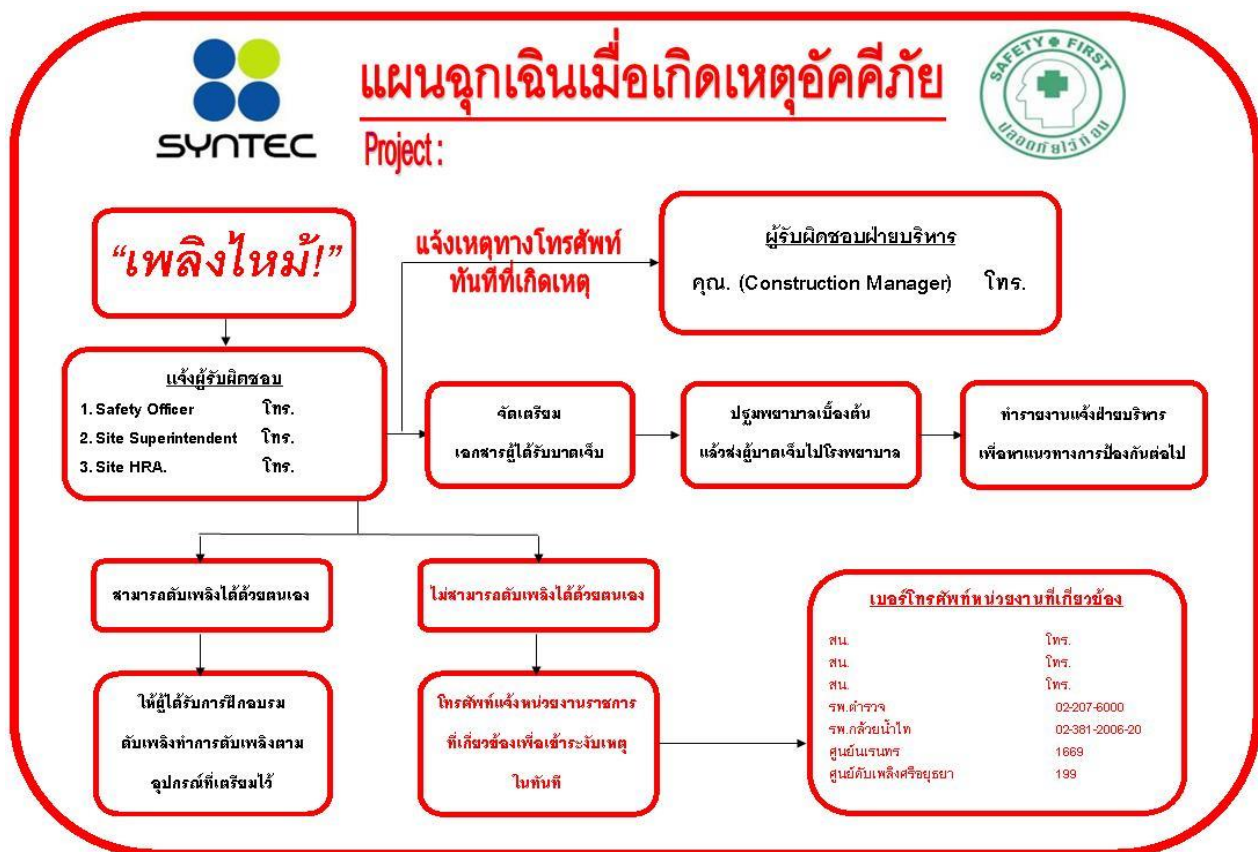 SYNTEC
แผนฉุกเฉินเมื่อเกิดเหตุอัคคีภัย
Project :
SAFETY FIRST
ปลอดภัยไว้ก่อน
“เพลิงไหม้!”
แจ้งเหตุทางโทรศัพท์
ทันทีที่เกิดเหตุ
ผู้รับผิดชอบฝ่ายบริหาร
คุณ. (Construction Manager) โทร.
แจ้งผู้รับผิดชอบ
1. Safety Officer โทร.
2. Site Superintendent โทร.
3. Site HRA. โทร.
จัดเตรียม
เอกสารผู้ได้รับบาดเจ็บ
ปฐมพยาบาลเบื้องต้น
แล้วส่งผู้บาดเจ็บไปโรงพยาบาล
ทำรายงานแจ้งฝ่ายบริหาร
เพื่อหาแนวทางการป้องกันต่อไป
สามารถดับเพลิงได้ด้วยตนเอง
ไม่สามารถดับเพลิงได้ด้วยตนเอง
ให้ผู้ได้รับการฝึกอบรม
ดับเพลิงทำการดับเพลิงตาม
อุปกรณ์ที่เตรียมไว้
โทรศัพท์แจ้งหน่วยงานราชการ
ที่เกี่ยวข้องเพื่อเข้าระงับเหตุ
ในทันที
เบอร์โทรศัพท์หน่วยงานที่เกี่ยวข้อง
สน. โทร.
สน. โทร.
สน. โทร.
รพ.ตำรวจ 02-207-6000
รพ.กล้วยน้ำไท 02-381-2006-20
ศูนย์นเรนทร 1669
ศูนย์ดับเพลิงศรีอยุธยา 199